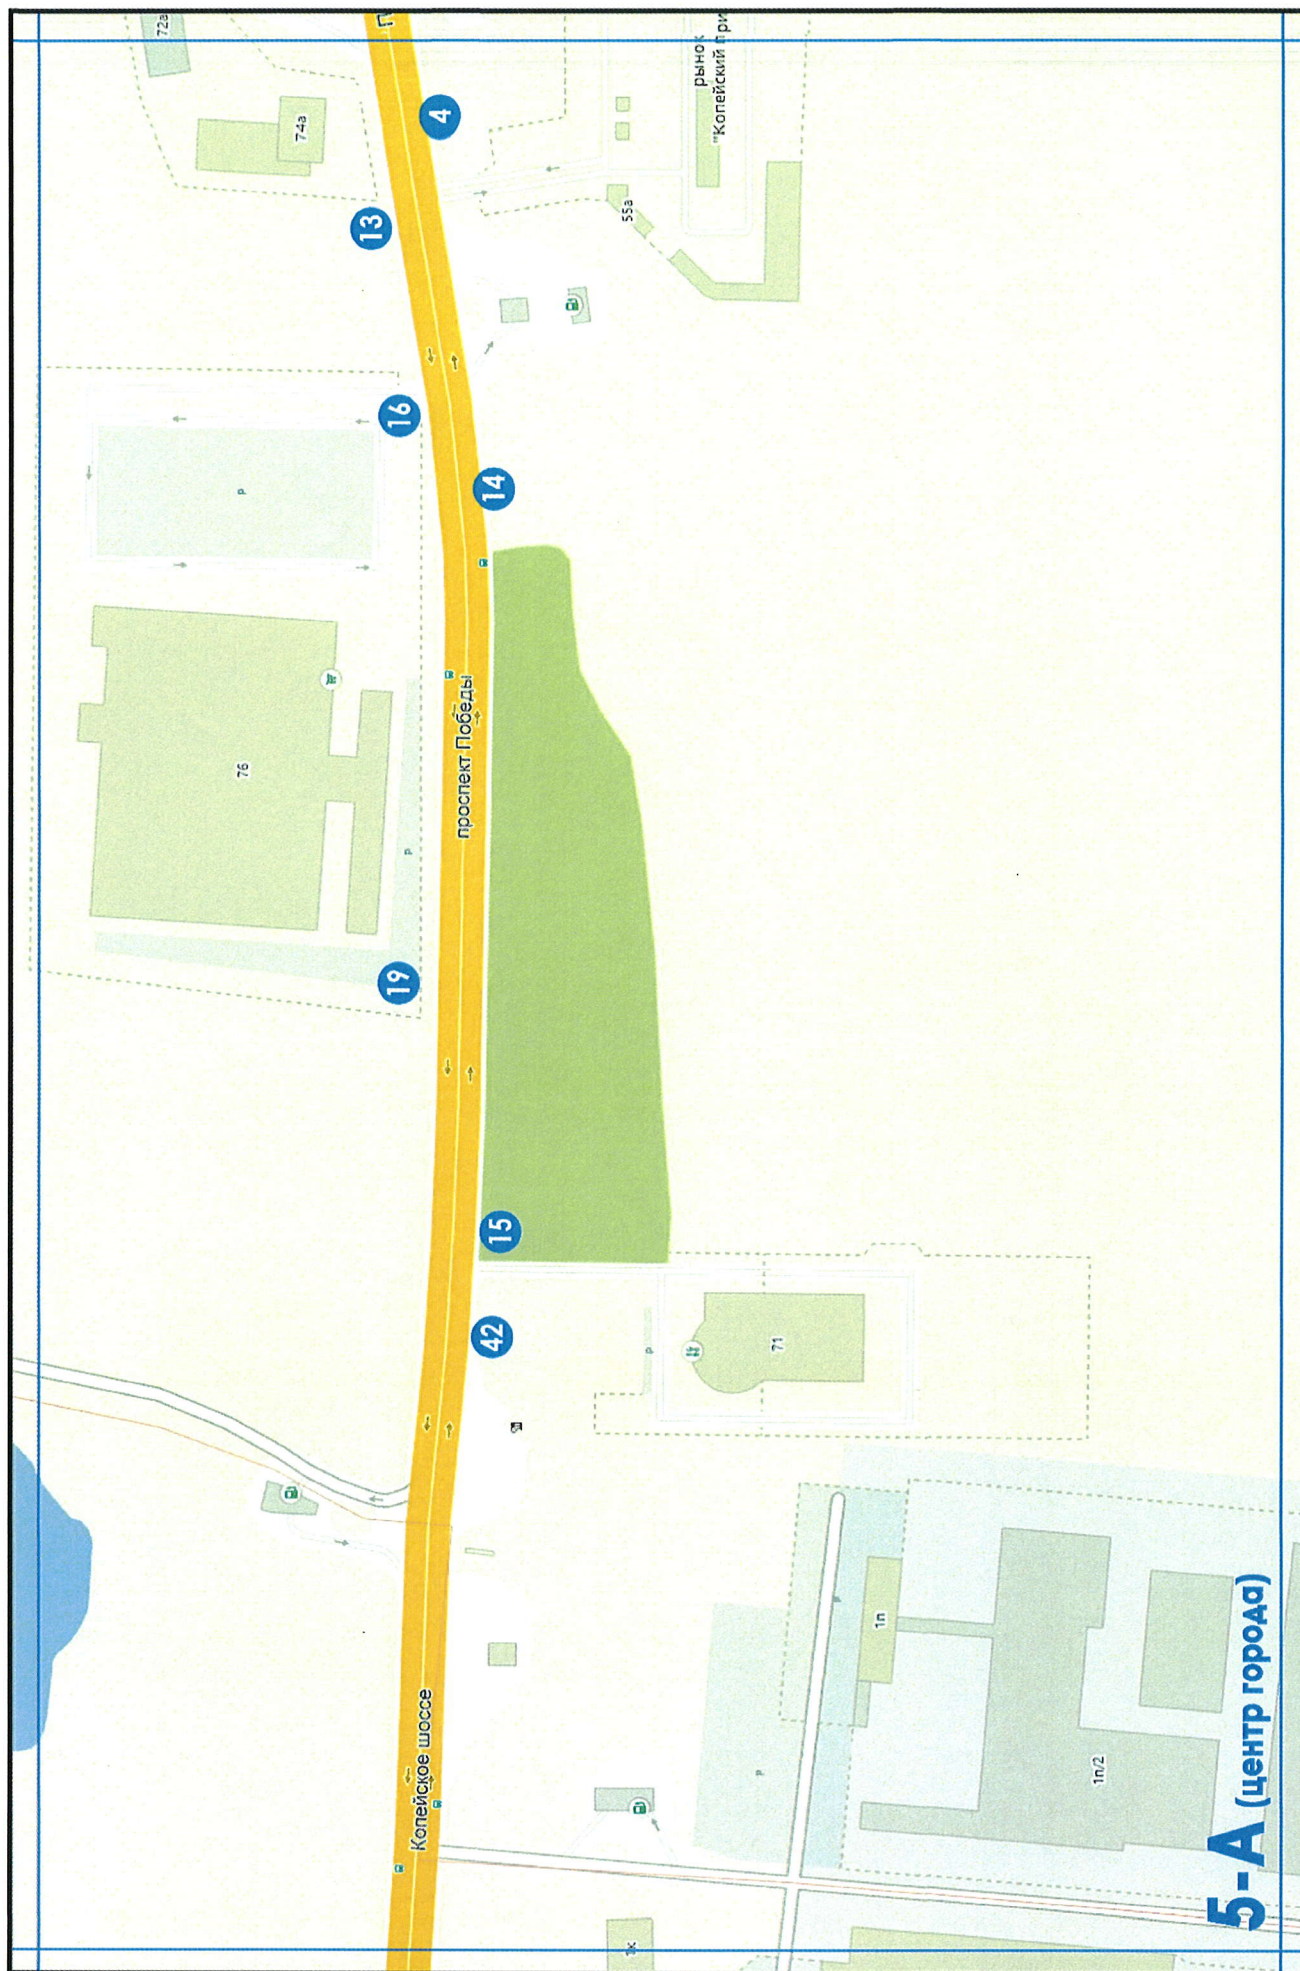 72а
74а
4
13
рынок
"Копейский при
55а
16
14
Р
76
проспект Победы
Р
19
15
42
71
Р
1п
Р
Р
1п/2
Копейское шоссе
1к
5-А (центр города)